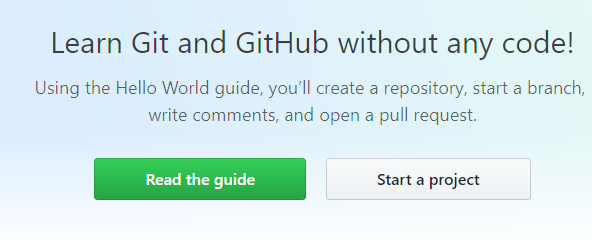 Learn Git and GitHub without any code!
Using the Hello World guide, you’ll create a repository, start a branch,
write comments, and open a pull request.
Read the guide
Start a project